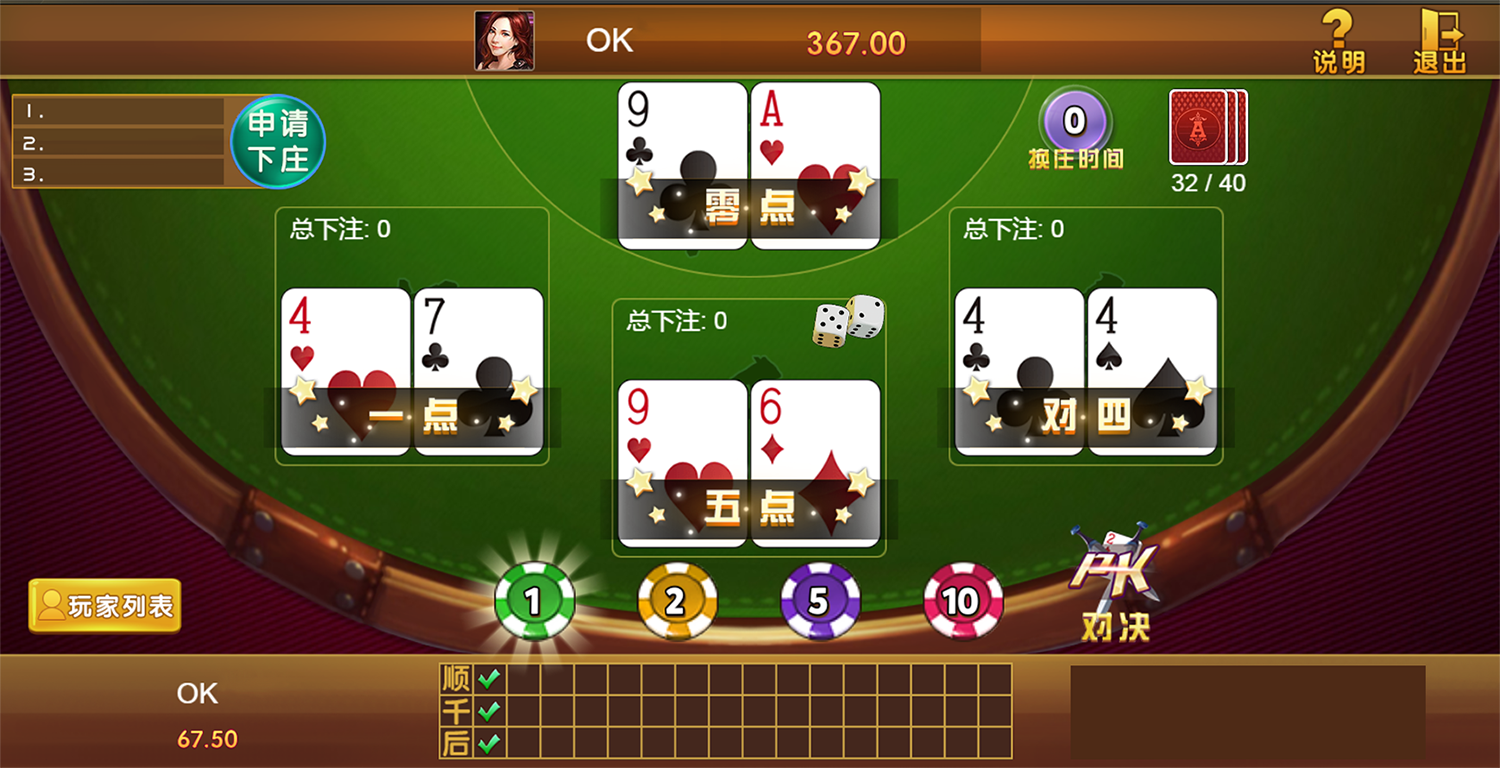 OK
367.00
说明
退出
1.
2.
3.
申请
下庄
9
A
零点
0
换庄时间
A
32 / 40
总下注: 0
4
7
一点
总下注: 0
9
6
五点
总下注: 0
4
4
对四
玩家列表
1
2
5
10
2
PK
对决
OK
67.50
顺
千
后